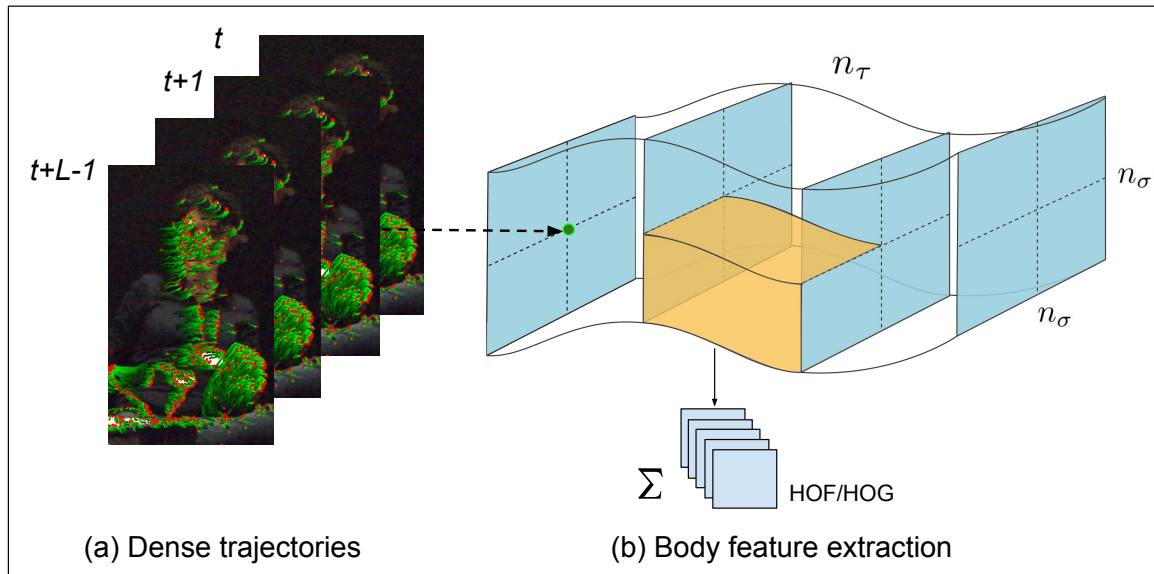 t
t+1
t+L-1
n_τ
n_σ
n_σ
Σ
HOF/HOG
(a) Dense trajectories
(b) Body feature extraction